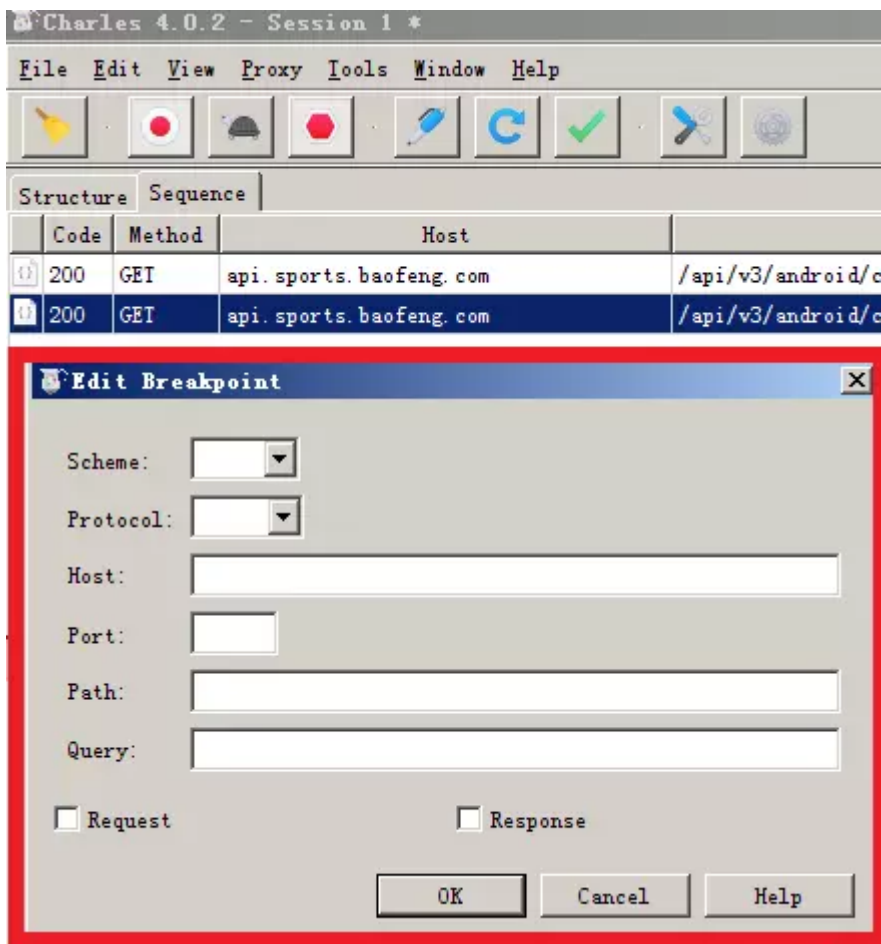 Charles 4.0.2 - Session 1 *
File Edit View Proxy Tools Window Help
Structure Sequence
Code Method Host
200 GET api.sports.baofeng.com /api/v3/android/c
200 GET api.sports.baofeng.com /api/v3/android/c
Edit Breakpoint
Scheme:
Protocol:
Host:
Port:
Path:
Query:
Request Response
OK Cancel Help